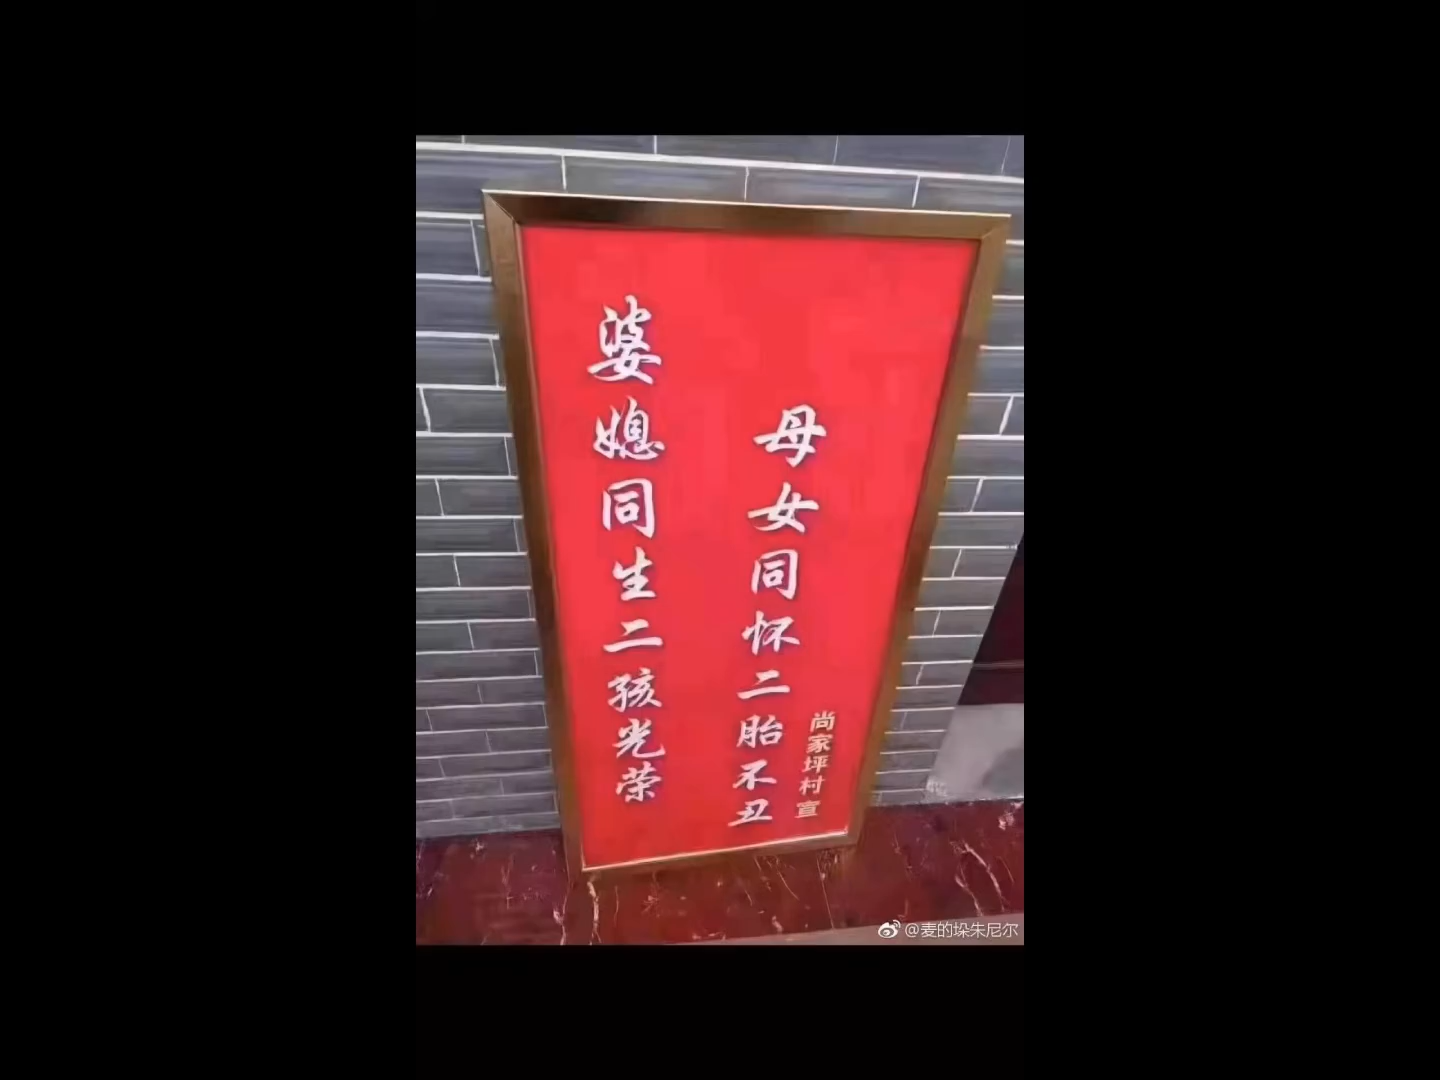 婆媳同生二孩光荣
母女同怀二胎不丑
尚家坪村宣
@麦的垛朱尼尔